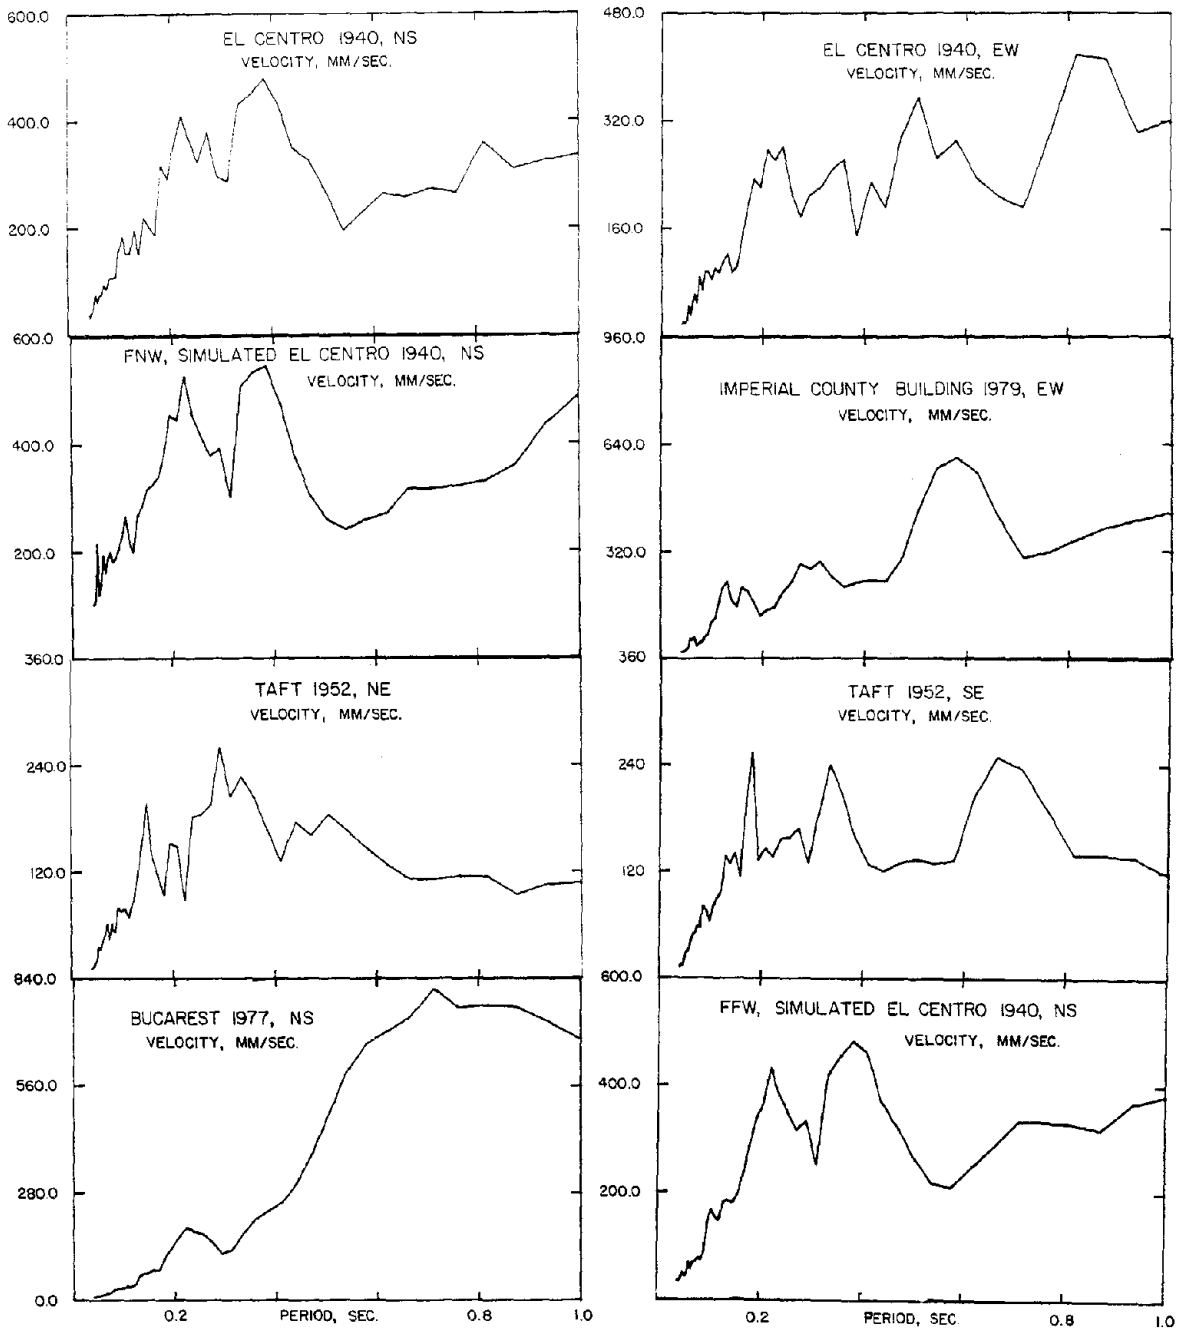 600.0
EL CENTRO 1940, NS
VELOCITY, MM/SEC.
400.0
200.0
480.0
EL CENTRO 1940, EW
VELOCITY, MM/SEC.
320.0
160.0
600.0
FNW, SIMULATED EL CENTRO 1940, NS
VELOCITY, MM/SEC.
400.0
200.0
960.0
IMPERIAL COUNTY BUILDING 1979, EW
VELOCITY, MM/SEC.
640.0
320.0
360.0
TAFT 1952, NE
VELOCITY, MM/SEC.
240.0
120.0
360
TAFT 1952, SE
VELOCITY, MM/SEC.
240
120
840.0
BUCAREST 1977, NS
VELOCITY, MM/SEC.
560.0
280.0
0.0
0.2
PERIOD, SEC.
0.8
1.0
600.0
FFW, SIMULATED EL CENTRO 1940, NS
VELOCITY, MM/SEC.
400.0
200.0
0.2
PERIOD, SEC.
0.8
1.0